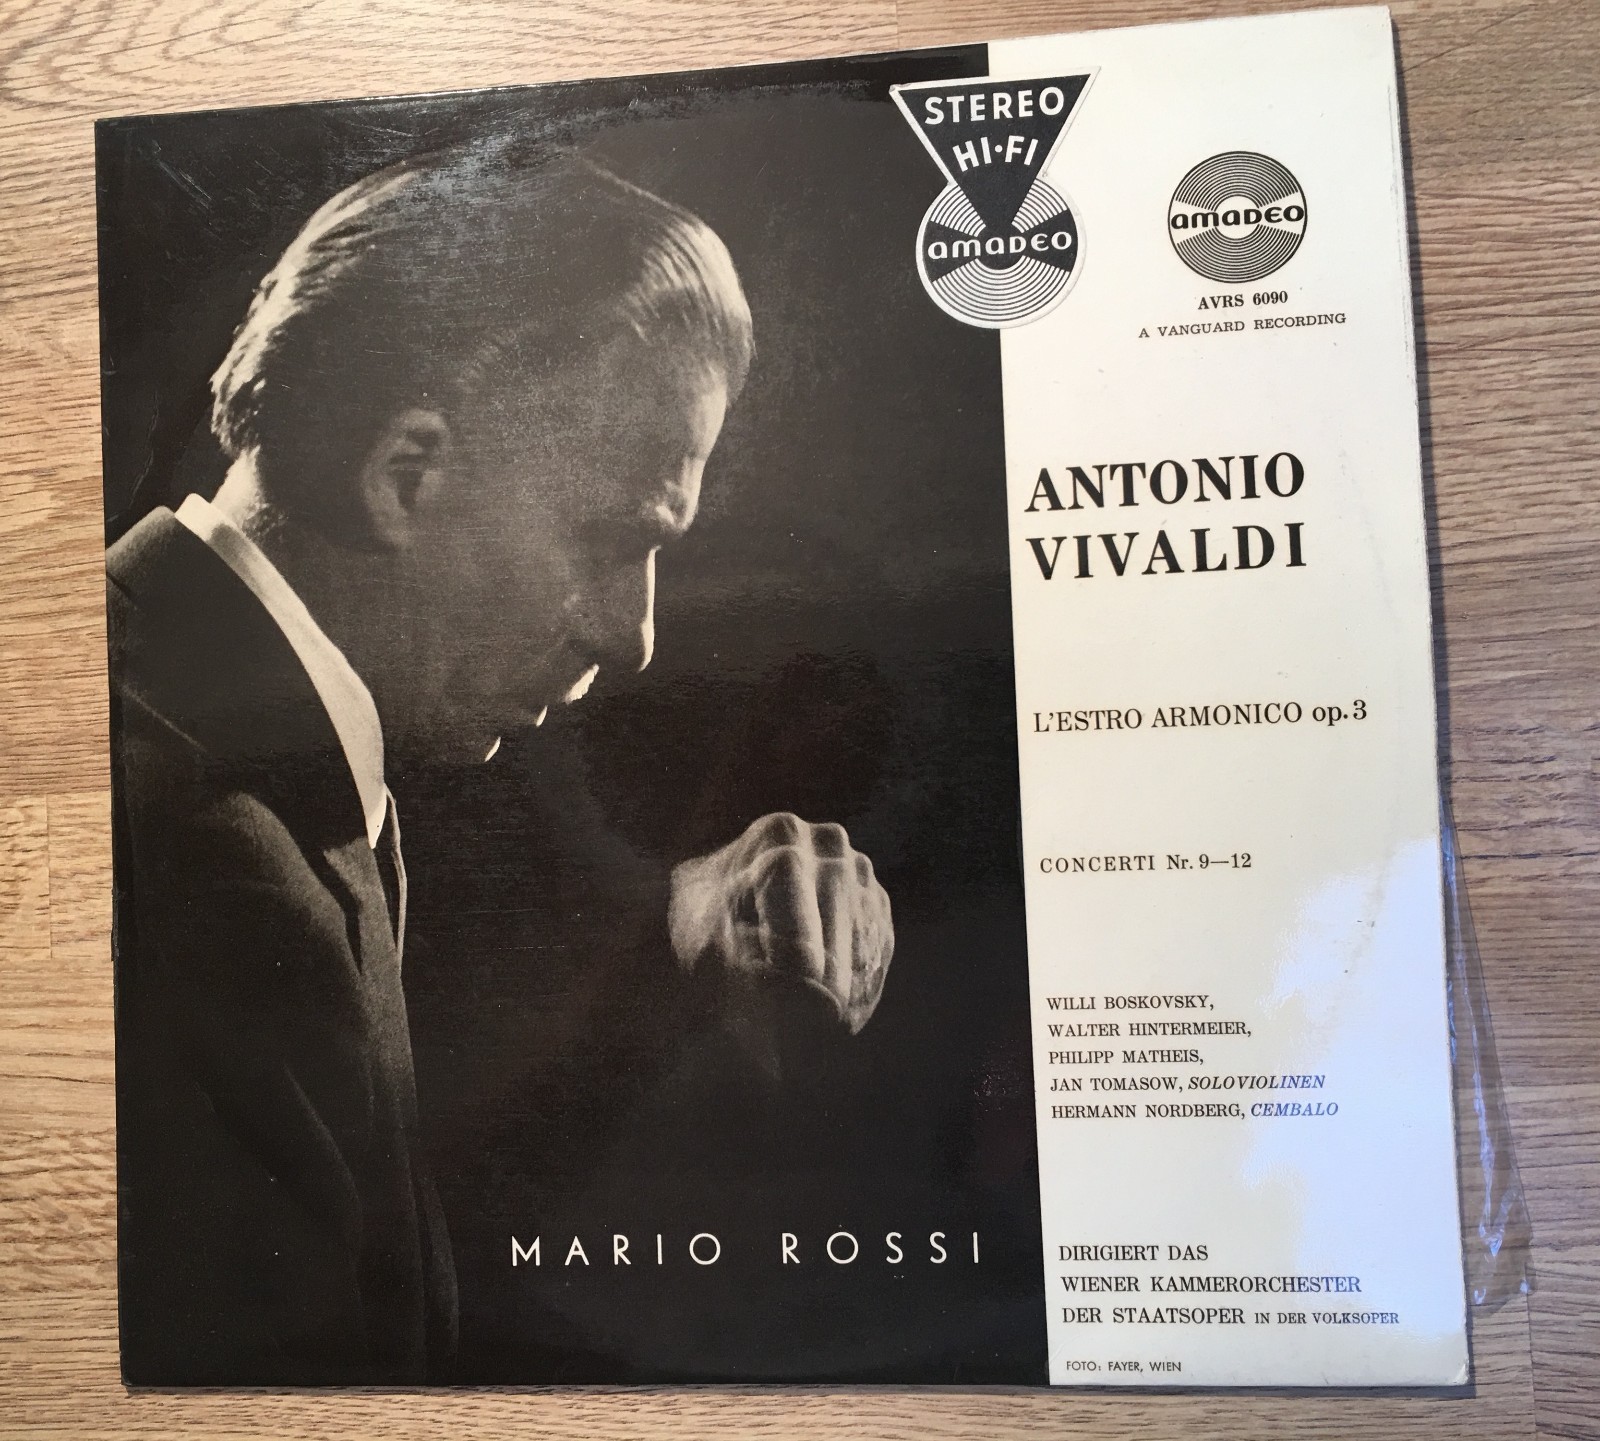 STEREO
HI·FI
amadeo
amadeo
AVRS 6090
A VANGUARD RECORDING
ANTONIO
VIVALDI
L'ESTRO ARMONICO op. 3
CONCERTI Nr. 9—12
WILLI BOSKOVSKY,
WALTER HINTERMEIER,
PHILIPP MATHEIS,
JAN TOMASOW, SOLOVIOLINEN
HERMANN NORDBERG, CEMBALO
MARIO ROSSI
DIRIGIERT DAS
WIENER KAMMERORCHESTER
DER STAATSOPER IN DER VOLKSOPER
FOTO: FAYER, WIEN